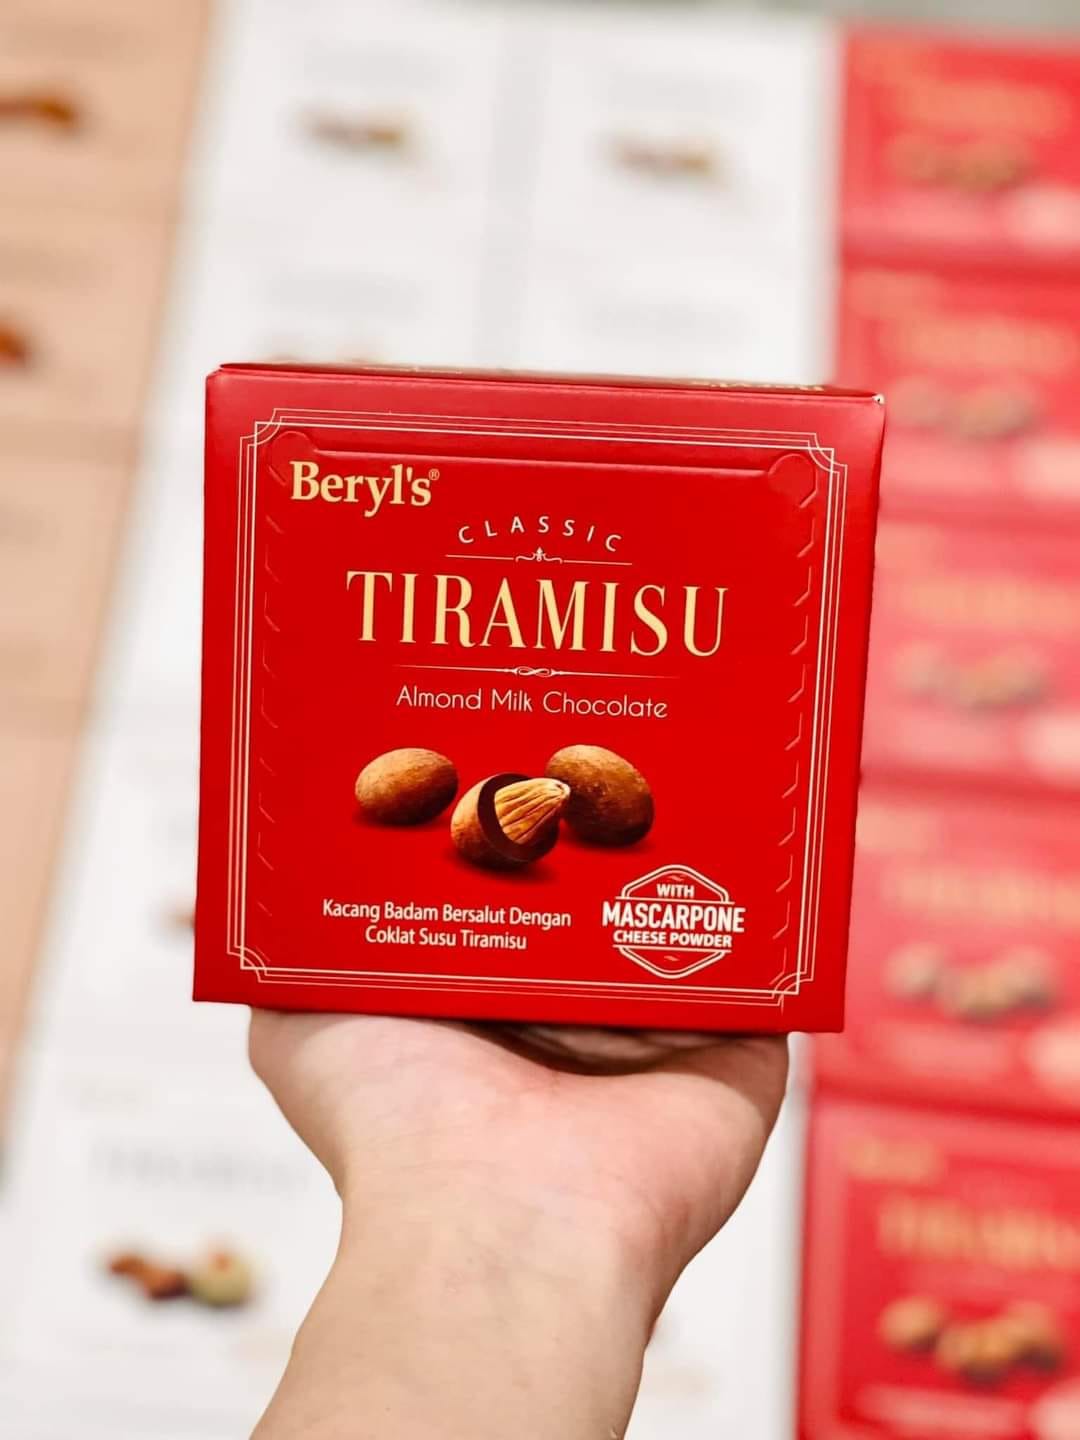 Beryl's®
CLASSIC
TIRAMISU
Almond Milk Chocolate
Kacang Badam Bersalut Dengan
Coklat Susu Tiramisu
WITH
MASCARPONE
CHEESE POWDER